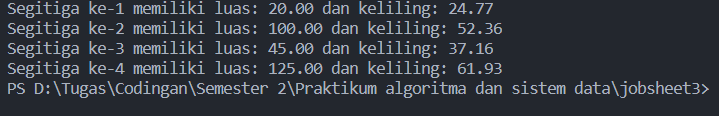 Segitiga ke-1 memiliki luas: 20.00 dan keliling: 24.77
Segitiga ke-2 memiliki luas: 100.00 dan keliling: 52.36
Segitiga ke-3 memiliki luas: 45.00 dan keliling: 37.16
Segitiga ke-4 memiliki luas: 125.00 dan keliling: 61.93
PS D:\Tugas\Codingan\Semester 2\Praktikum algoritma dan sistem data\jobsheet3>